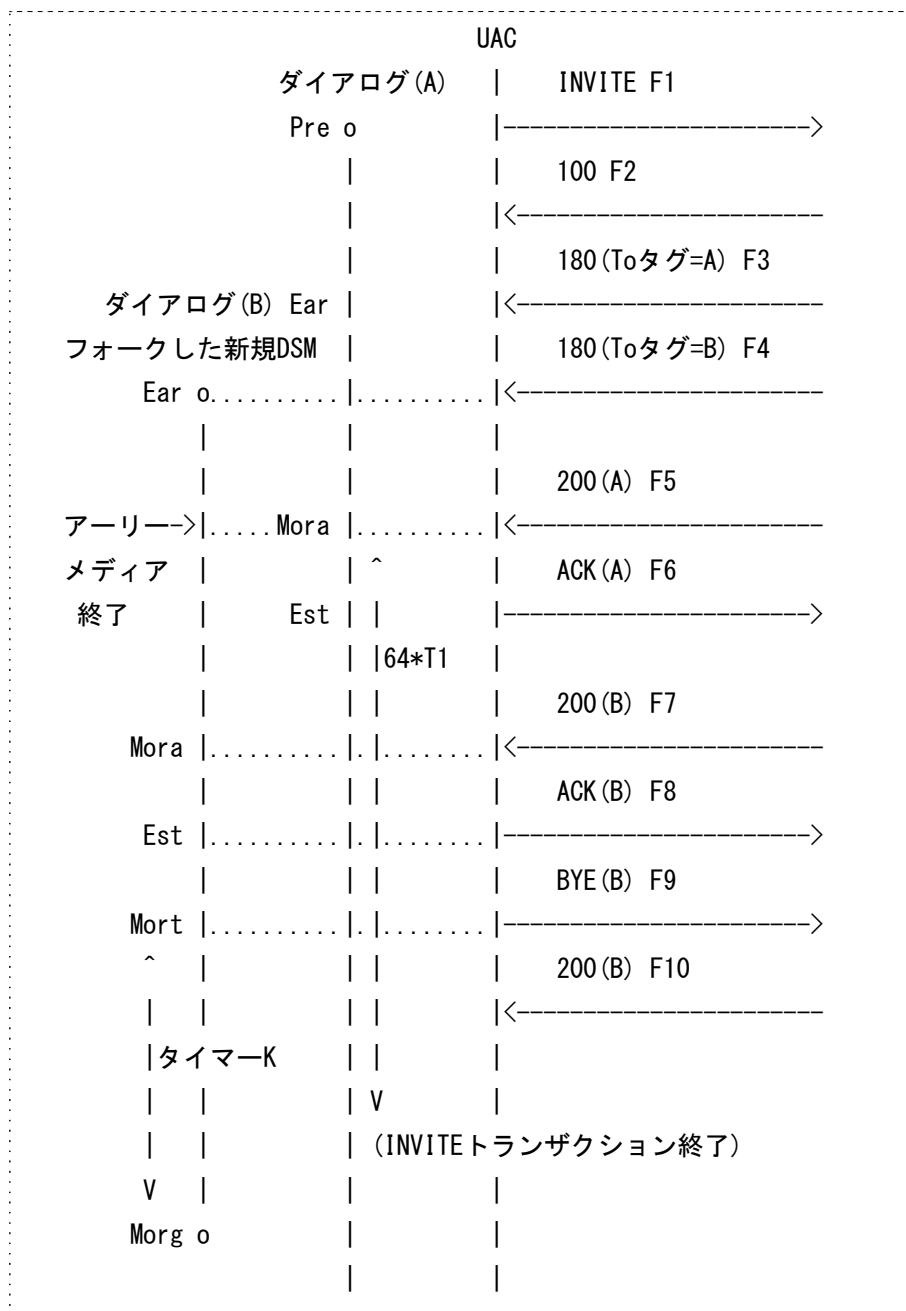 UAC
ダイアログ(A) | INVITE F1
Pre o |---------------------->
| | 100 F2
| |<-----------------------
| | 180(Toタグ=A) F3
ダイアログ(B) Ear | |<-----------------------
フォークした新規DSM | | 180(Toタグ=B) F4
Ear o..........|..........|<-----------------------
| | |
| | | 200(A) F5
アーリー->|.....Mora |..........|<-----------------------
メディア | | ^ | ACK(A) F6
終了 | Est | | |---------------------->
| | |64*T1 |
| | | | 200(B) F7
Mora |..........|.|........|<-----------------------
| | | | ACK(B) F8
Est |..........|.|........|---------------------->
| | | | BYE(B) F9
Mort |..........|.|........|---------------------->
^ | | | | 200(B) F10
| | | | |<-----------------------
|タイマーK | | |
| | | V |
| | | (INVITEトランザクション終了)
V | | |
Morg o | |
| |